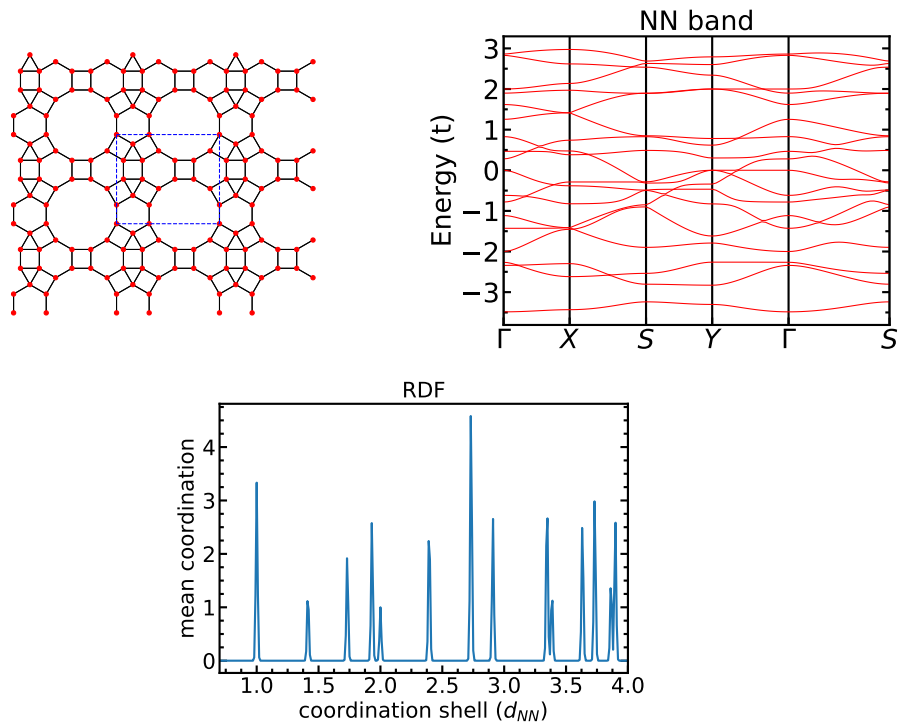 NN band
Energy (t)
3
2
1
0
−1
−2
−3
Γ X S Y Γ S
RDF
mean coordination
4
3
2
1
0
1.0 1.5 2.0 2.5 3.0 3.5 4.0
coordination shell (d_NN)